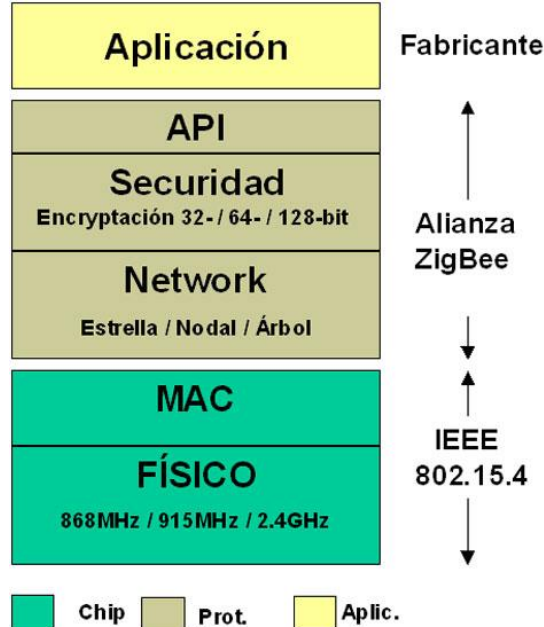 Aplicación
Fabricante
API
Securidad
Encryptación 32- / 64- / 128-bit
Alianza
ZigBee
Network
Estrella / Nodal / Árbol
MAC
IEEE
802.15.4
FÍSICO
868MHz / 915MHz / 2.4GHz
Chip
Prot.
Aplic.